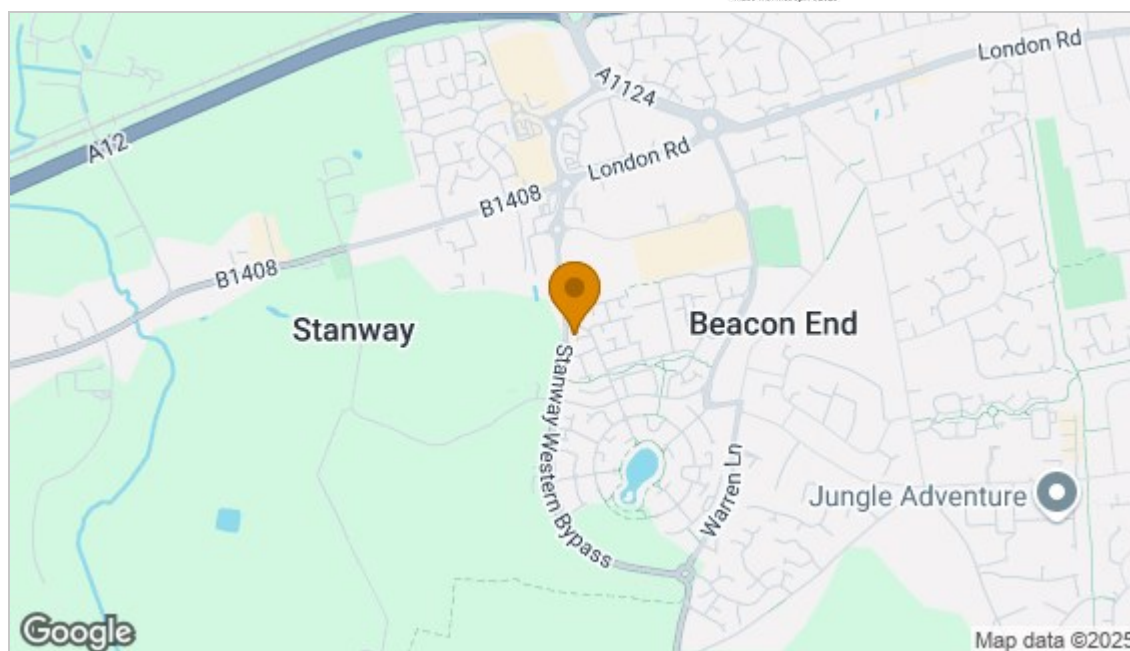 London Rd
A1124
A12
London Rd
B1408
B1408
Stanway
Beacon End
Stanway Western Bypass
Warren Ln
Jungle Adventure
Google
Map data ©2025